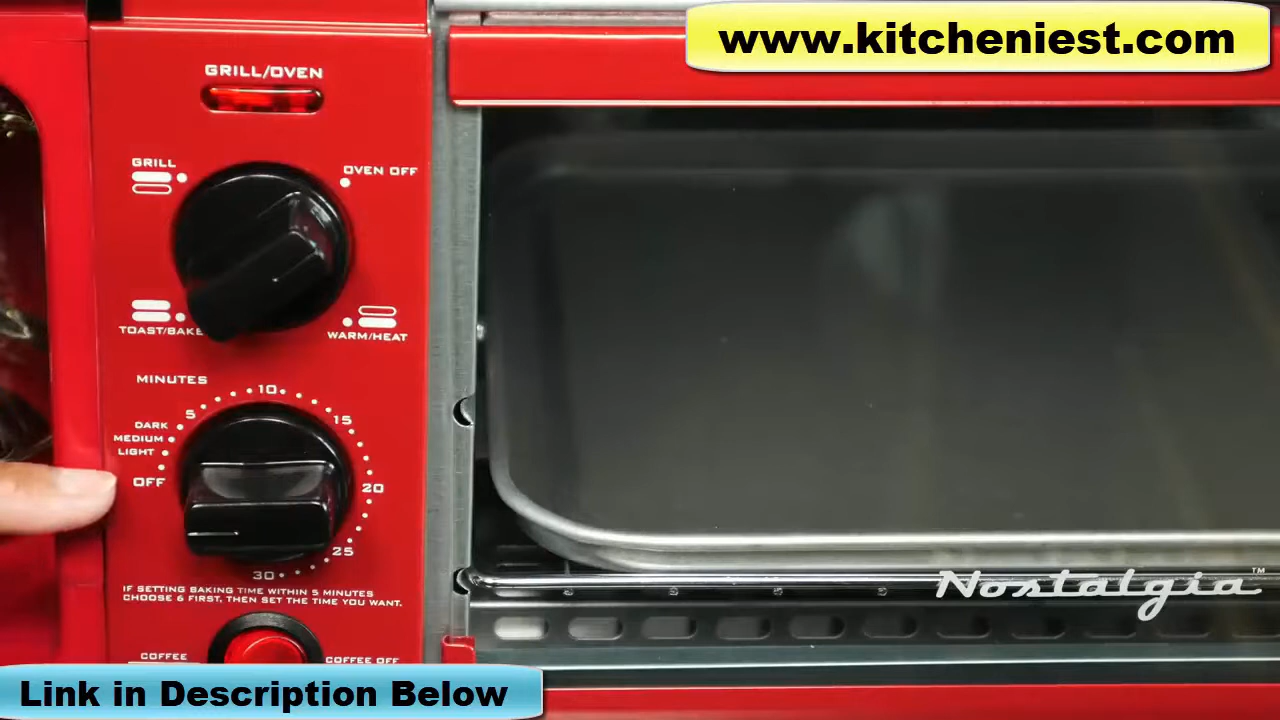 www.kitcheniest.com
GRILL/OVEN
GRILL
OVEN OFF
TOAST/BAKE
WARM/HEAT
MINUTES
10
5
15
DARK
MEDIUM
LIGHT
OFF
20
25
30
IF SETTING BAKING TIME WITHIN 5 MINUTES
CHOOSE 6 FIRST, THEN SET THE TIME YOU WANT.
Nostalgia™
COFFEE
COFFEE OFF
Link in Description Below